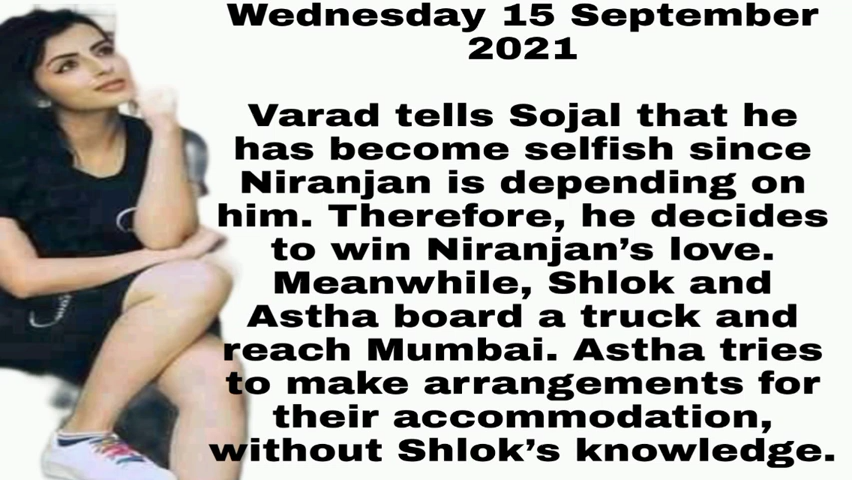 Wednesday 15 September
2021
Varad tells Sojal that he
has become selfish since
Niranjan is depending on
him. Therefore, he decides
to win Niranjan’s love.
Meanwhile, Shlok and
Astha board a truck and
reach Mumbai. Astha tries
to make arrangements for
their accommodation,
without Shlok’s knowledge.